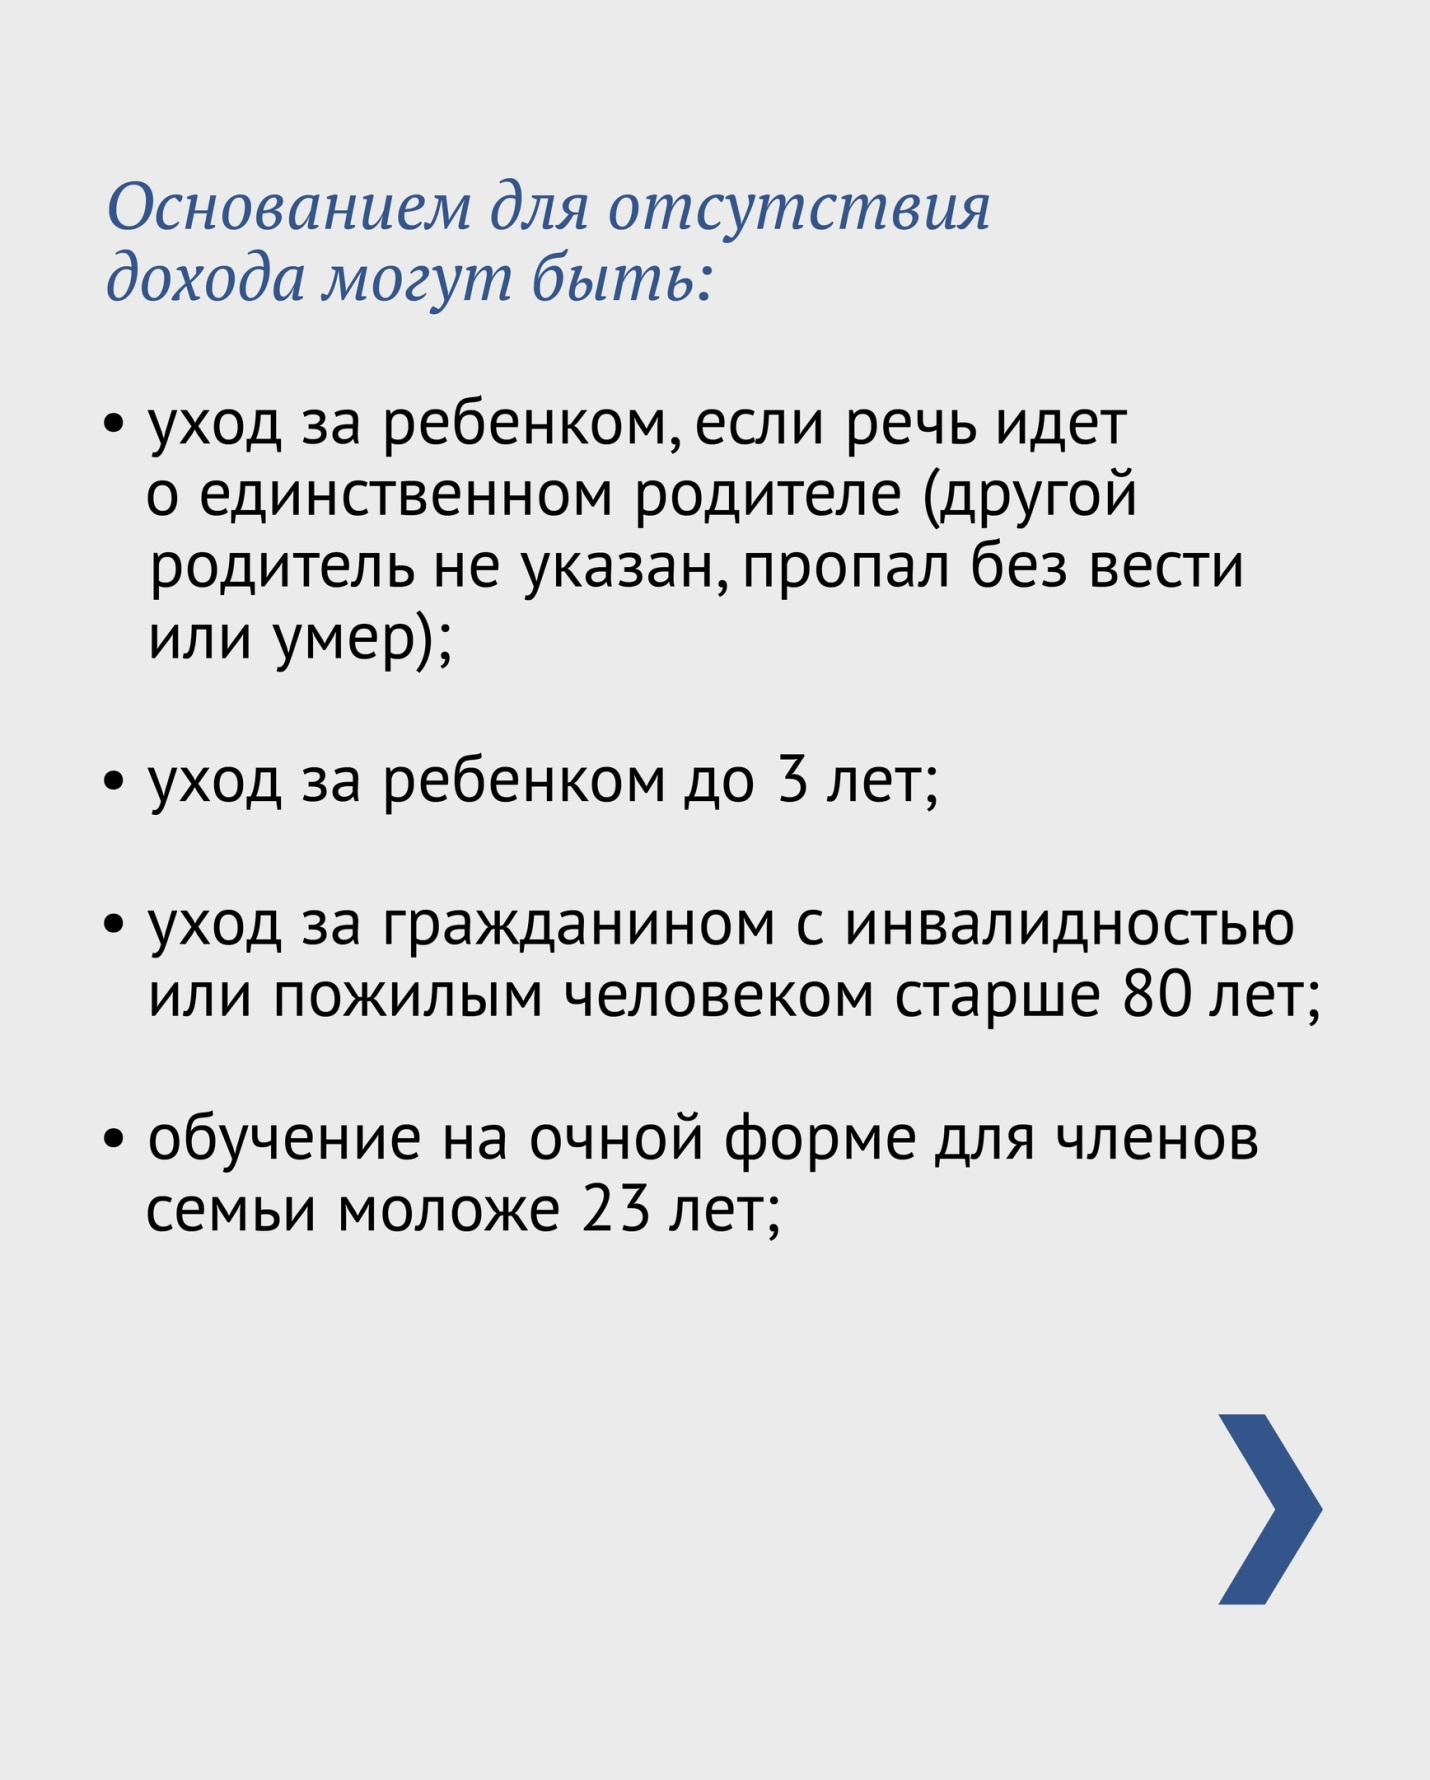 Основанием для отсутствия
дохода могут быть:
• уход за ребенком, если речь идет
о единственном родителе (другой
родитель не указан, пропал без вести
или умер);
• уход за ребенком до 3 лет;
• уход за гражданином с инвалидностью
или пожилым человеком старше 80 лет;
• обучение на очной форме для членов
семьи моложе 23 лет;